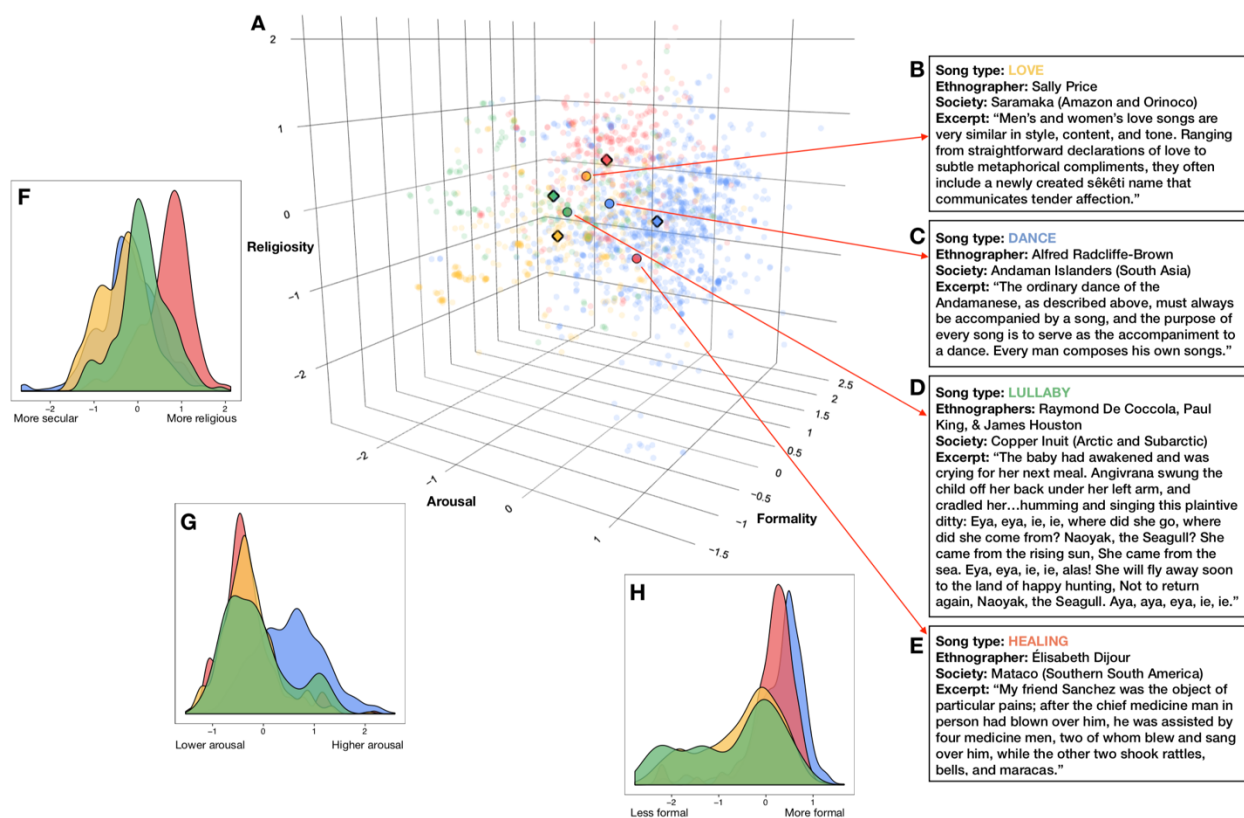 A
2
1
0
Religiosity
−1
−2
−2
−1
Arousal
0
1
2.5
2
1.5
1
0.5
0
−0.5
Formality
−1
−1.5
B
Song type: LOVE
Ethnographer: Sally Price
Society: Saramaka (Amazon and Orinoco)
Excerpt: “Men’s and women’s love songs are
very similar in style, content, and tone. Ranging
from straightforward declarations of love to
subtle metaphorical compliments, they often
include a newly created sêkêti name that
communicates tender affection.”
C
Song type: DANCE
Ethnographer: Alfred Radcliffe-Brown
Society: Andaman Islanders (South Asia)
Excerpt: “The ordinary dance of the
Andamanese, as described above, must always
be accompanied by a song, and the purpose of
every song is to serve as the accompaniment to
a dance. Every man composes his own songs.”
D
Song type: LULLABY
Ethnographers: Raymond De Coccola, Paul
King, & James Houston
Society: Copper Inuit (Arctic and Subarctic)
Excerpt: “The baby had awakened and was
crying for her next meal. Angivrana swung the
child off her back under her left arm, and
cradled her…humming and singing this plaintive
ditty: Eya, eya, ie, ie, where did she go, where
did she come from? Naoyak, the Seagull? She
came from the rising sun, She came from the
sea. Eya, eya, ie, ie, alas! She will fly away soon
to the land of happy hunting, Not to return
again, Naoyak, the Seagull. Aya, aya, eya, ie, ie.”
E
Song type: HEALING
Ethnographer: Élisabeth Dijour
Society: Mataco (Southern South America)
Excerpt: “My friend Sanchez was the object of
particular pains; after the chief medicine man in
person had blown over him, he was assisted by
four medicine men, two of whom blew and sang
over him, while the other two shook rattles,
bells, and maracas.”
F
−2 −1 0 1 2
More secular More religious
G
−1 0 1 2
Lower arousal Higher arousal
H
−2 −1 0 1
Less formal More formal